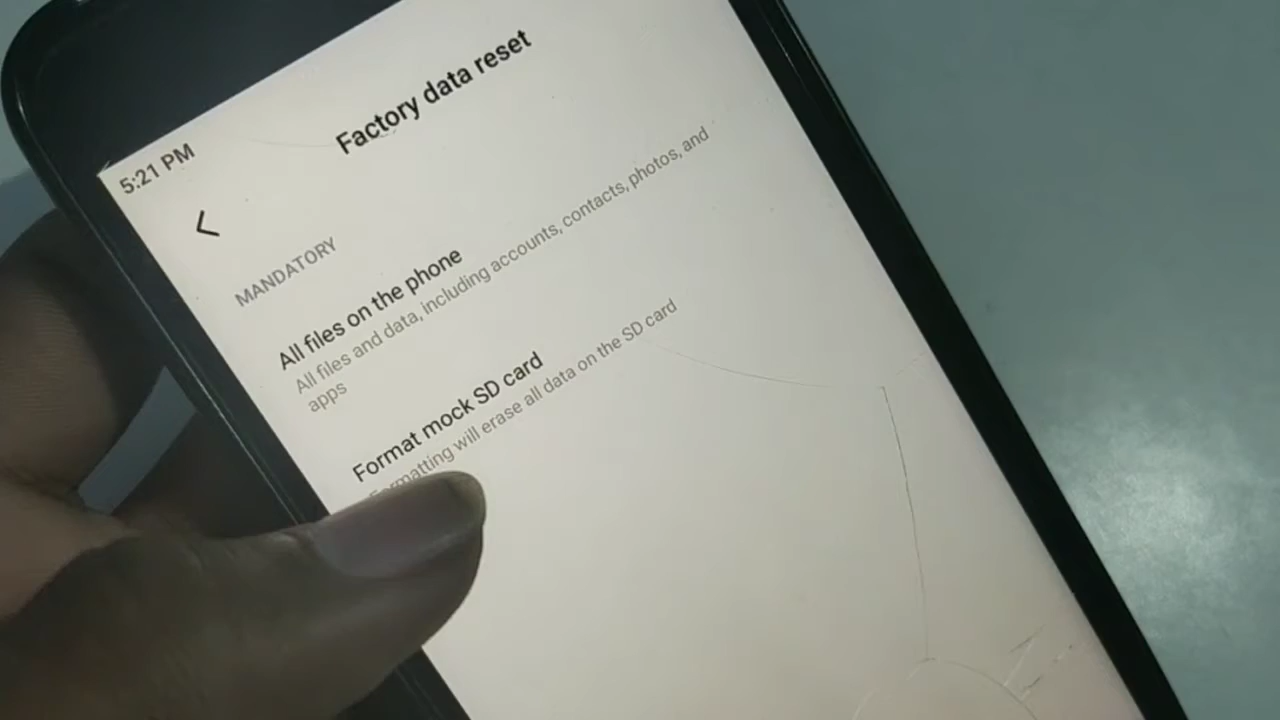 5:21 PM
Factory data reset
MANDATORY
All files on the phone
All files and data, including accounts, contacts, photos, and
apps
Format mock SD card
Formatting will erase all data on the SD card